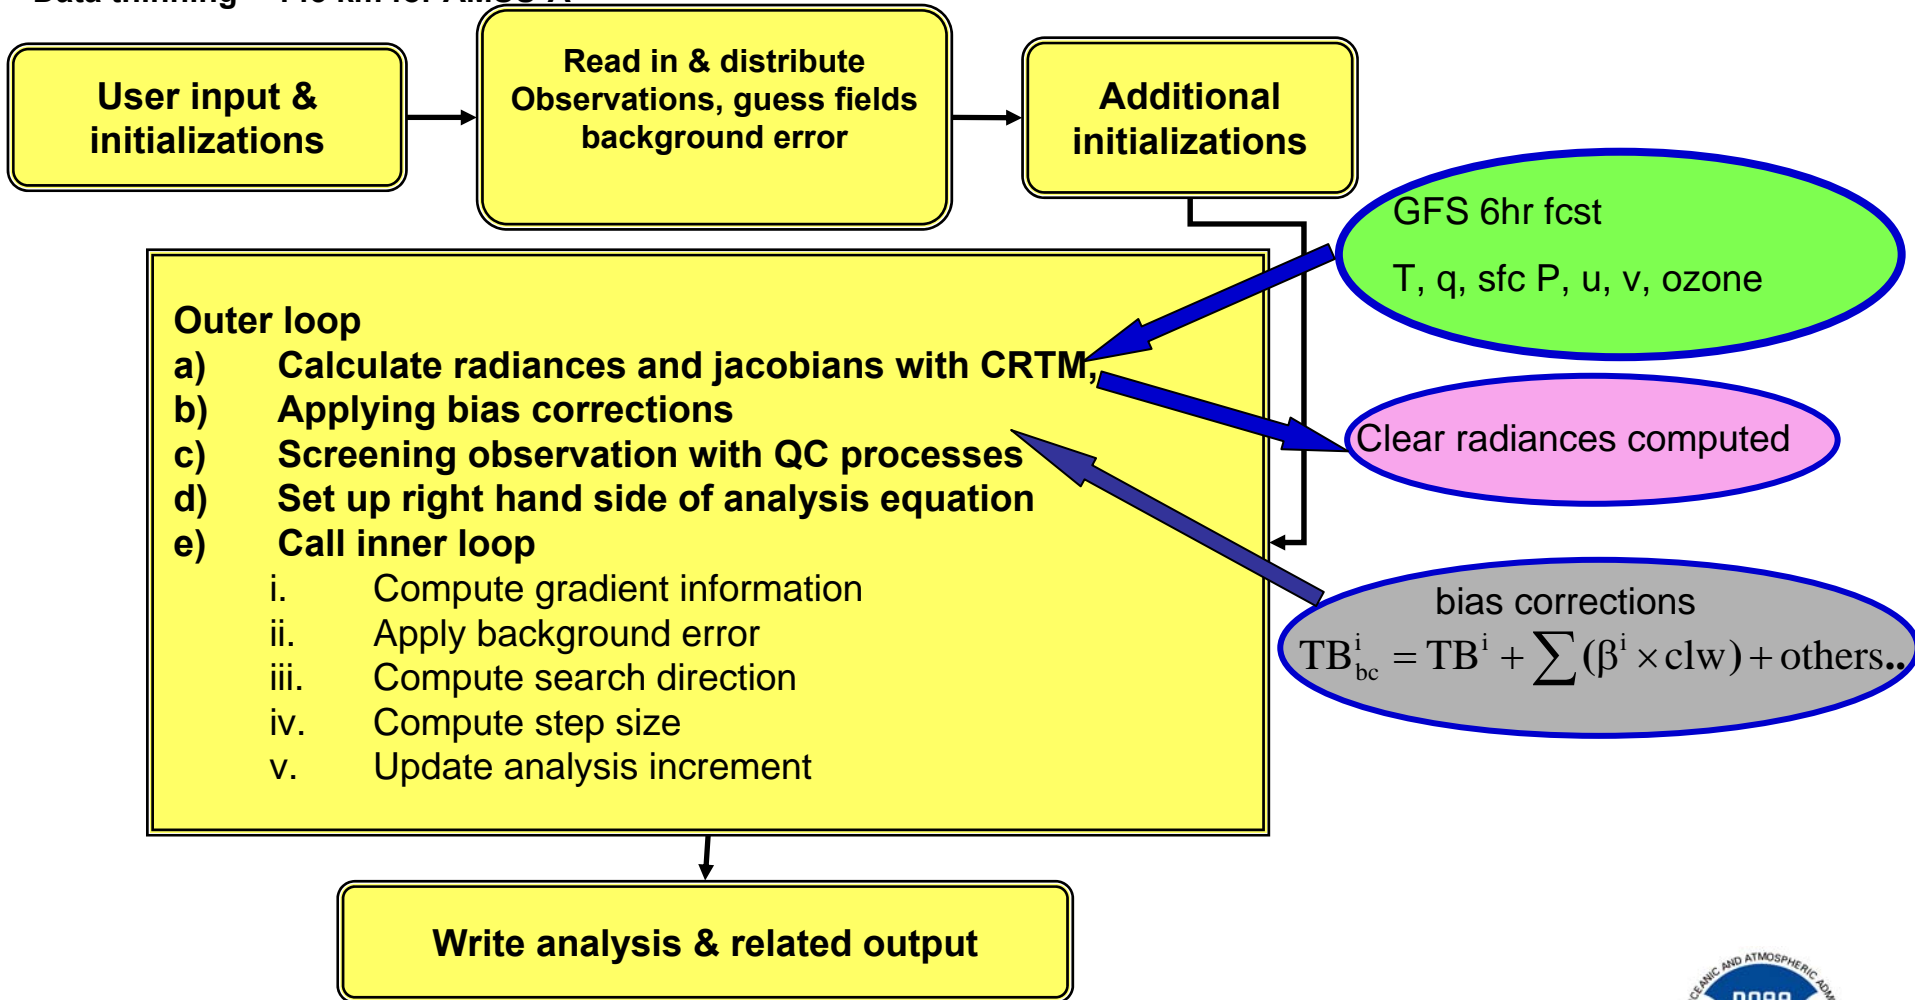 User input &
initializations
Read in & distribute
Observations, guess fields
background error
Additional
initializations
GFS 6hr fcst
T, q, sfc P, u, v, ozone
Outer loop
a) Calculate radiances and jacobians with CRTM,
b) Applying bias corrections
c) Screening observation with QC processes
d) Set up right hand side of analysis equation
e) Call inner loop
i. Compute gradient information
ii. Apply background error
iii. Compute search direction
iv. Compute step size
v. Update analysis increment
Clear radiances computed
bias corrections
TB^i_bc = TB^i + ∑(β^i × clw) + others..
Write analysis & related output
AND ATMOSPHERIC